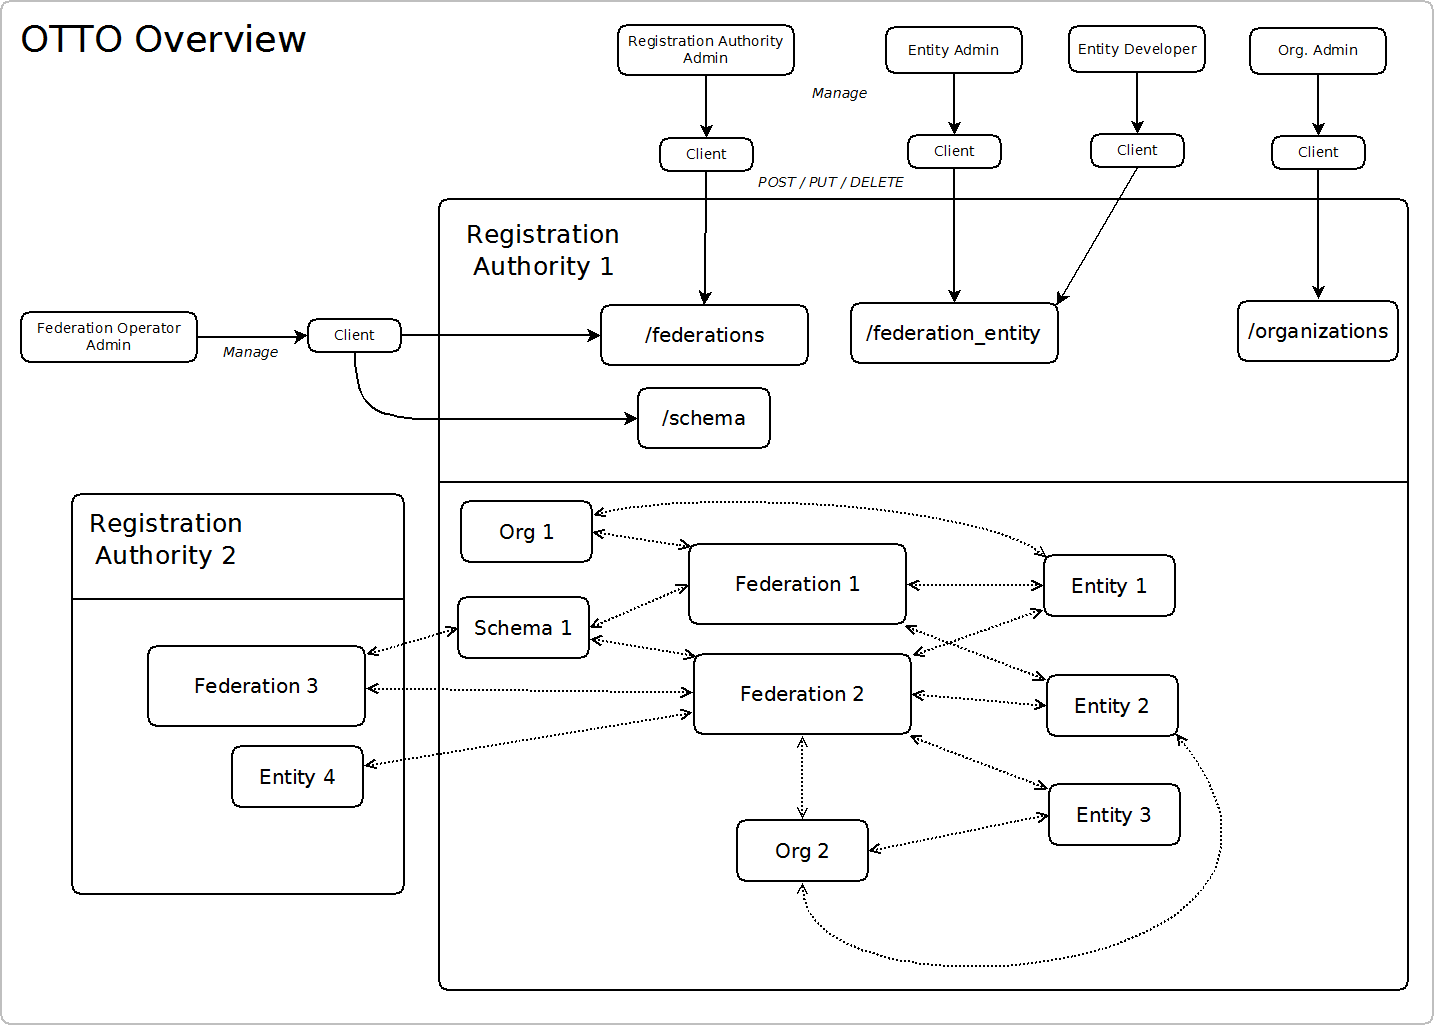 OTTO Overview
Registration Authority
Admin
Entity Admin
Entity Developer
Org. Admin
Manage
Client
Client
Client
Client
POST / PUT / DELETE
Registration
Authority 1
Federation Operator
Admin
Manage
Client
/federations
/federation_entity
/organizations
/schema
Registration
Authority 2
Org 1
Federation 1
Entity 1
Schema 1
Federation 3
Federation 2
Entity 2
Entity 4
Entity 3
Org 2